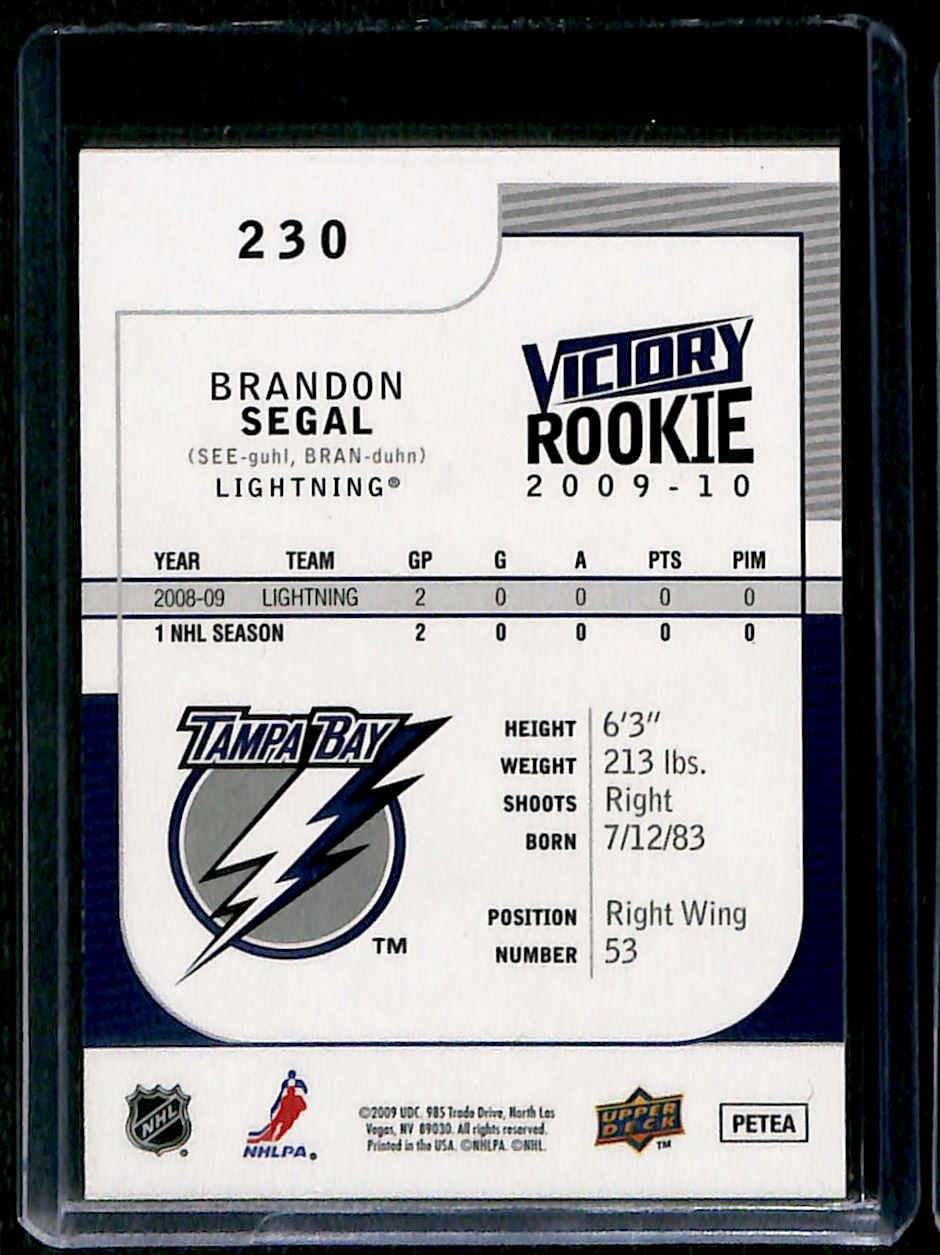 230
BRANDON
SEGAL
(SEE-guhl, BRAN-duhn)
LIGHTNING®
VICTORY
ROOKIE
2009-10
YEAR TEAM GP G A PTS PIM
2008-09 LIGHTNING 2 0 0 0 0
1 NHL SEASON 2 0 0 0 0
TAMPA BAY
TM
HEIGHT 6'3"
WEIGHT 213 lbs.
SHOOTS Right
BORN 7/12/83
POSITION Right Wing
NUMBER 53
NHL
NHLPA®
©2009 UDC. 985 Trade Drive, North Las
Vegas, NV 89030. All rights reserved.
Printed in the USA. ©NHLPA. ©NHL.
UPPER
DECK
TM
PETEA